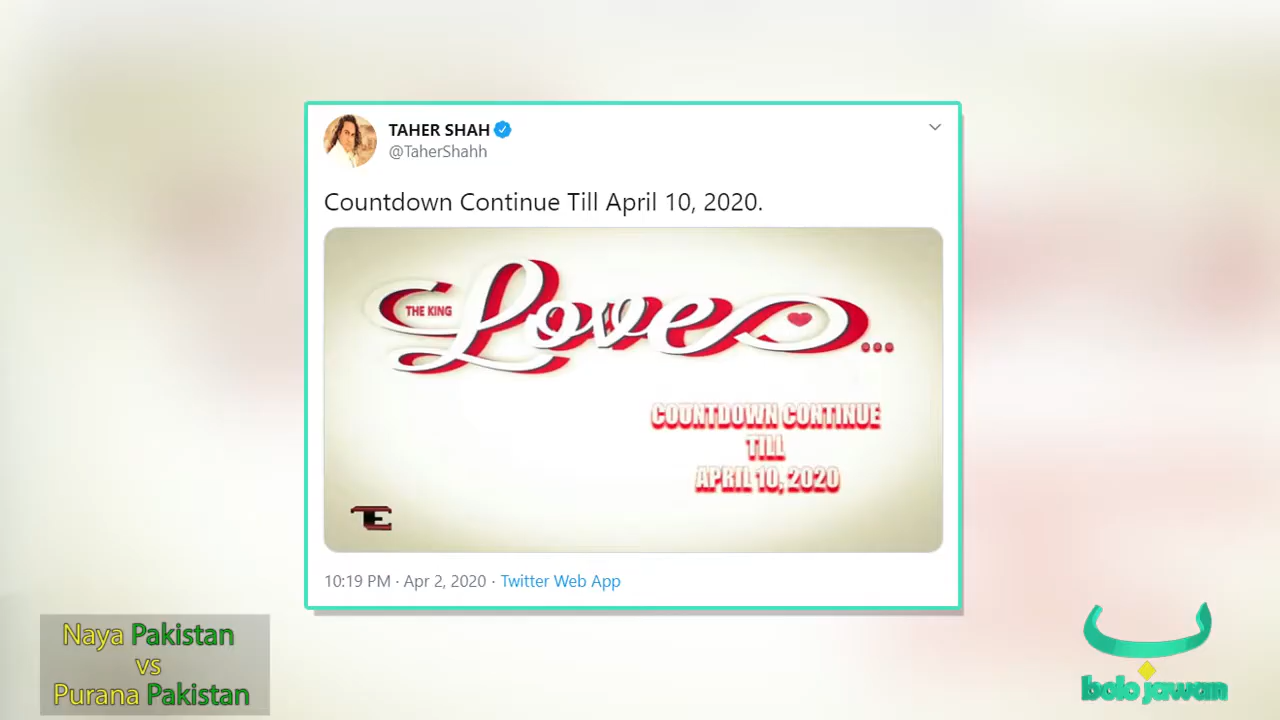 TAHER SHAH
@TaherShahh
Countdown Continue Till April 10, 2020.
THE KING
Love...
COUNTDOWN CONTINUE
TILL
APRIL 10, 2020
TE
10:19 PM · Apr 2, 2020 · Twitter Web App
Naya Pakistan
vs
Purana Pakistan
ب
bolo jawan